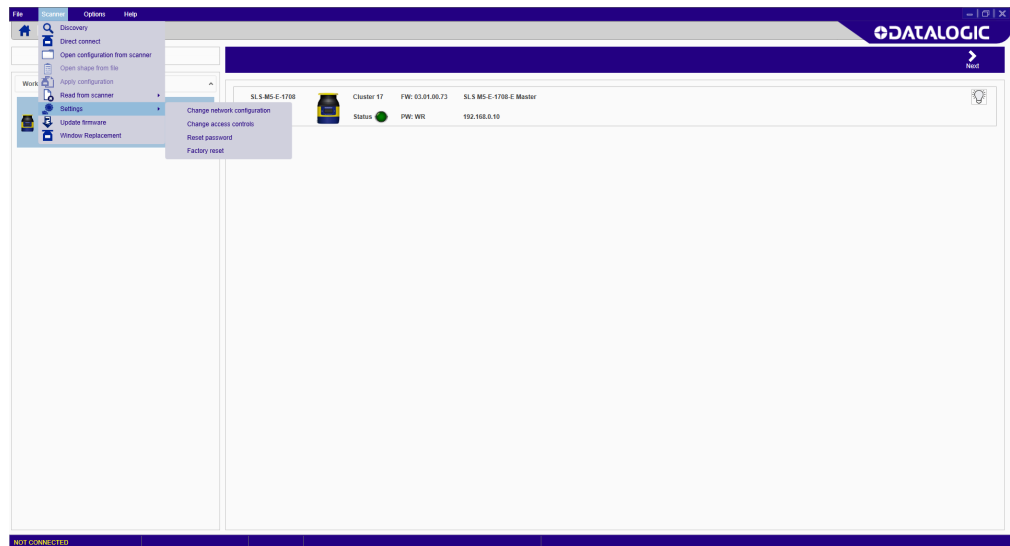 File Scanner Options Help
DATALOGIC
Discovery
Direct connect
Open configuration from scanner
Open shape from file
Apply configuration
Read from scanner
Settings
Update firmware
Window Replacement
Change network configuration
Change access controls
Reset password
Factory reset
Next
Work
SLS-M5-E-1708 Cluster 17 FW: 03.01.00.73 SLS M5-E-1708-E Master
Status PW: WR 192.168.0.10
NOT CONNECTED